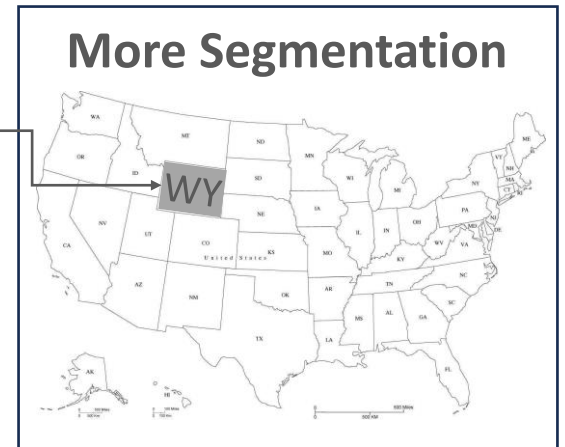 More Segmentation
WA
MT
ND
MN
ME
OR
ID
WY
SD
WI
MI
VT
NH
NY
MA
CT
RI
NV
UT
CO
NE
IA
IL
IN
OH
PA
NJ
MD
DE
CA
United States
KS
MO
KY
WV
VA
AZ
NM
OK
AR
TN
NC
TX
LA
MS
AL
GA
SC
FL
AK
HI